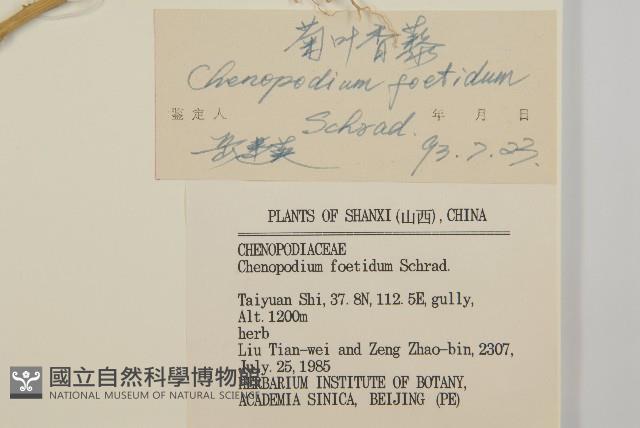 菊叶香藜
Chenopodium foetidum
Schrad.
鉴定人 年 月 日
93.7.23.
PLANTS OF SHANXI (山西), CHINA
CHENOPODIACEAE
Chenopodium foetidum Schrad.
Taiyuan Shi, 37.8N, 112.5E, gully,
Alt. 1200m
herb
Liu Tian-wei and Zeng Zhao-bin, 2307,
July. 25, 1985
HERBARIUM INSTITUTE OF BOTANY,
ACADEMIA SINICA, BEIJING (PE)
國立自然科學博物館
NATIONAL MUSEUM OF NATURAL SCIENCE